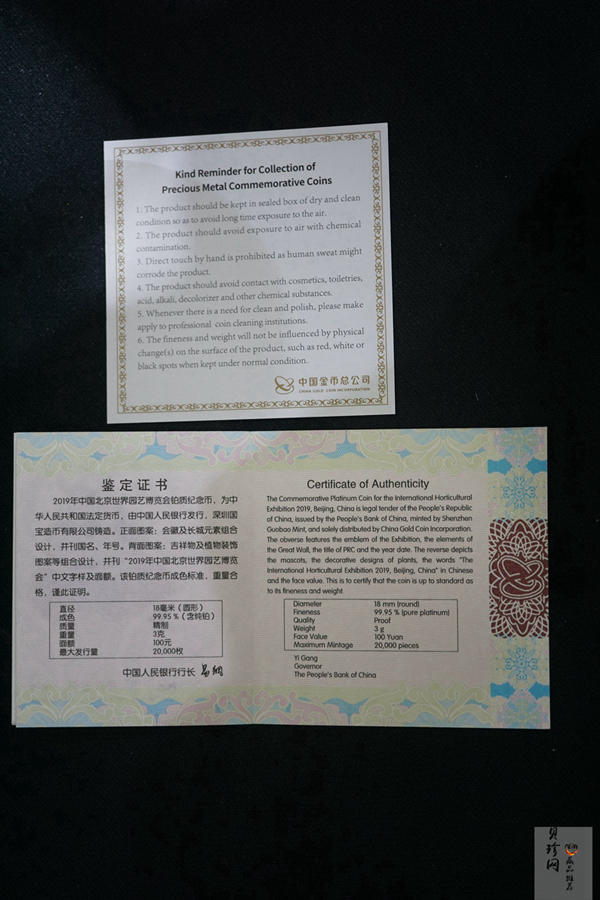 Kind Reminder for Collection of
Precious Metal Commemorative Coins
1. The product should be kept in sealed box of dry and clean
condition so as to avoid long time exposure to the air.
2. The product should avoid exposure to air with chemical
contamination.
3. Direct touch by hand is prohibited as human sweat might
corrode the product.
4. The product should avoid contact with cosmetics, toiletries,
acid, alkali, decolorizer and other chemical substances.
5. Whenever there is a need for clean and polish, please make
apply to professional coin cleaning institutions.
6. The fineness and weight will not be influenced by physical
change(s) on the surface of the product, such as red, white or
black spots when kept under normal condition.
中国金币总公司
CHINA GOLD COIN INCORPORATION
鉴定证书
2019年中国北京世界园艺博览会铂质纪念币，为中
华人民共和国法定货币，由中国人民银行发行，深圳国
宝造币有限公司铸造。正面图案：会徽及长城元素组合
设计，并刊国名、年号。背面图案：吉祥物及植物装饰
图案等组合设计，并刊“2019年中国北京世界园艺博览
会”中文字样及面额。该铂质纪念币成色标准，重量合
格，谨此证明。
直径 18毫米（圆形）
成色 99.95％（含纯铂）
质量 精制
重量 3克
面额 100元
最大发行量 20,000枚
中国人民银行行长 易纲
Certificate of Authenticity
The Commemorative Platinum Coin for the International Horticultural
Exhibition 2019, Beijing, China is legal tender of the People's Republic
of China, issued by the People's Bank of China, minted by Shenzhen
Guobao Mint, and solely distributed by China Gold Coin Incorporation.
The obverse features the emblem of the Exhibition, the elements of
the Great Wall, the title of PRC and the year date. The reverse depicts
the mascots, the decorative designs of plants, the words "The
International Horticultural Exhibition 2019, Beijing, China" in Chinese
and the face value. This is to certify that the coin is up to standard as
to its fineness and weight.
Diameter 18 mm (round)
Fineness 99.95 % (pure platinum)
Quality Proof
Weight 3 g
Face Value 100 Yuan
Maximum Mintage 20,000 pieces
Yi Gang
Governor
The People's Bank of China
贝珍网
藏品推荐